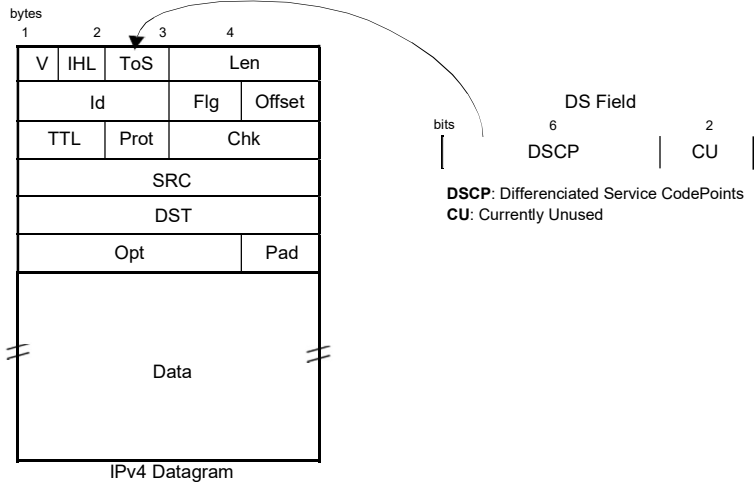 bytes
1 2 3 4
V IHL ToS Len
Id Flg Offset
TTL Prot Chk
SRC
DST
Opt Pad
Data
IPv4 Datagram
DS Field
bits 6 2
DSCP CU
DSCP: Differenciated Service CodePoints
CU: Currently Unused